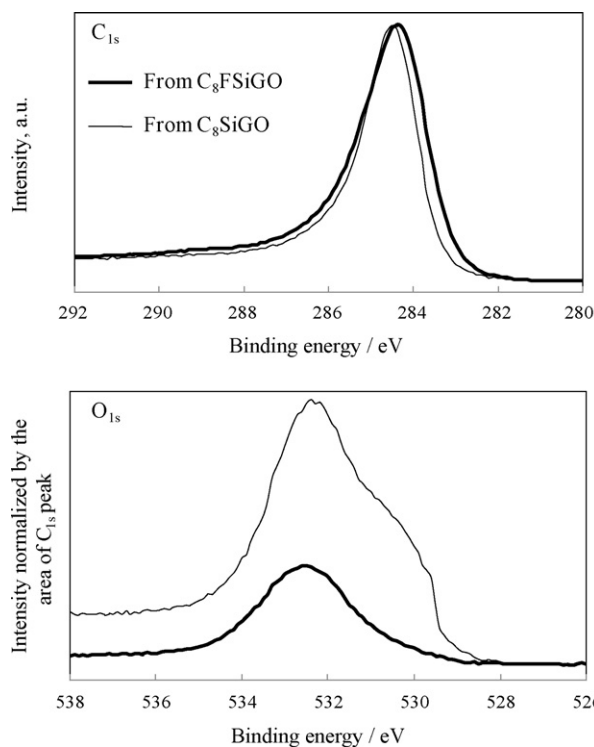 C1s
From C8FSiGO
From C8SiGO
Intensity, a.u.
292 290 288 286 284 282 280
Binding energy / eV
O1s
Intensity normalized by the
area of C1s peak
538 536 534 532 530 528 526
Binding energy / eV